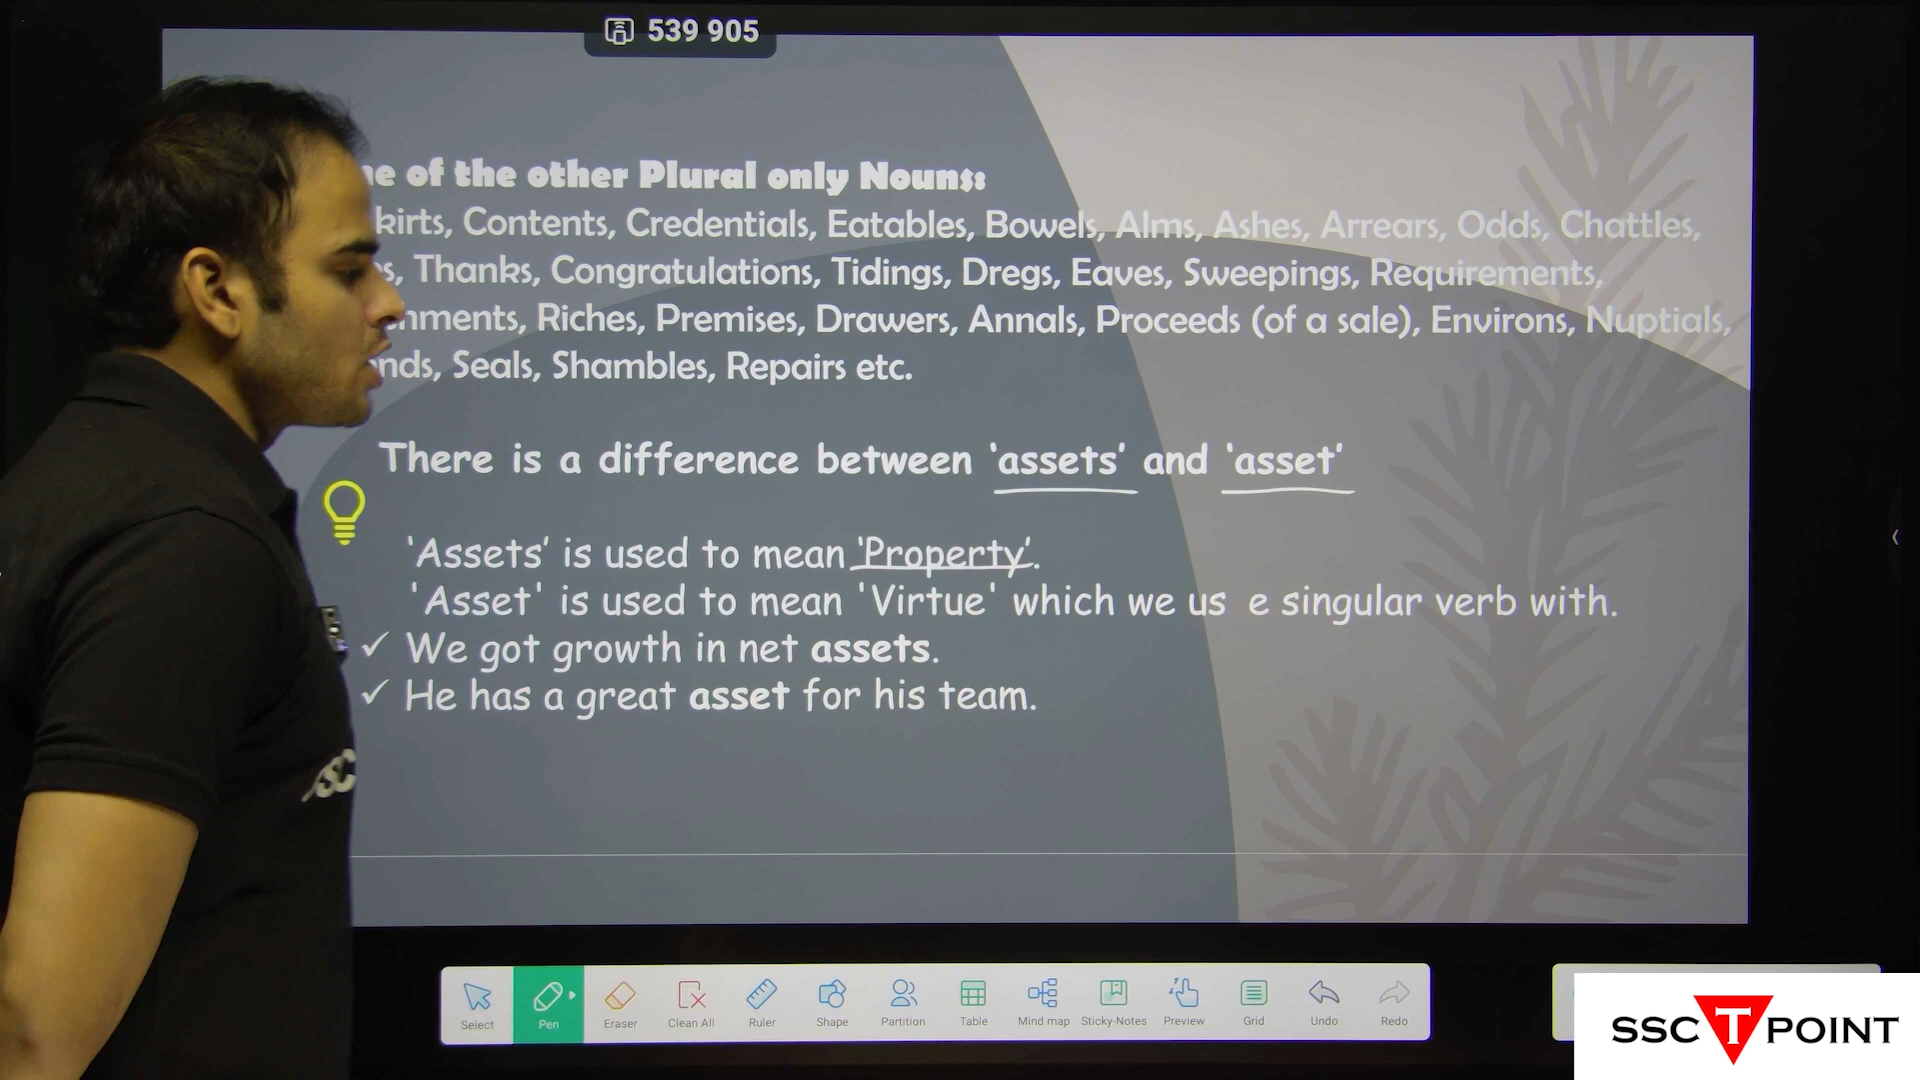 539 905
of the other Plural only Nouns:
Contents, Credentials, Eatables, Bowels, Alms, Ashes, Arrears, Odds, Chattles,
Thanks, Congratulations, Tidings, Dregs, Eaves, Sweepings, Requirements,
Riches, Premises, Drawers, Annals, Proceeds (of a sale), Environs, Nuptials,
Seals, Shambles, Repairs etc.
There is a difference between ‘assets’ and ‘asset’
‘Assets’ is used to mean ‘Property’.
'Asset' is used to mean 'Virtue' which we us e singular verb with.
✓ We got growth in net assets.
✓ He has a great asset for his team.
SC
Select Pen Eraser Clean All Ruler Shape Partition Table Mind map Sticky-Notes Preview Grid Undo Redo
SSC T POINT